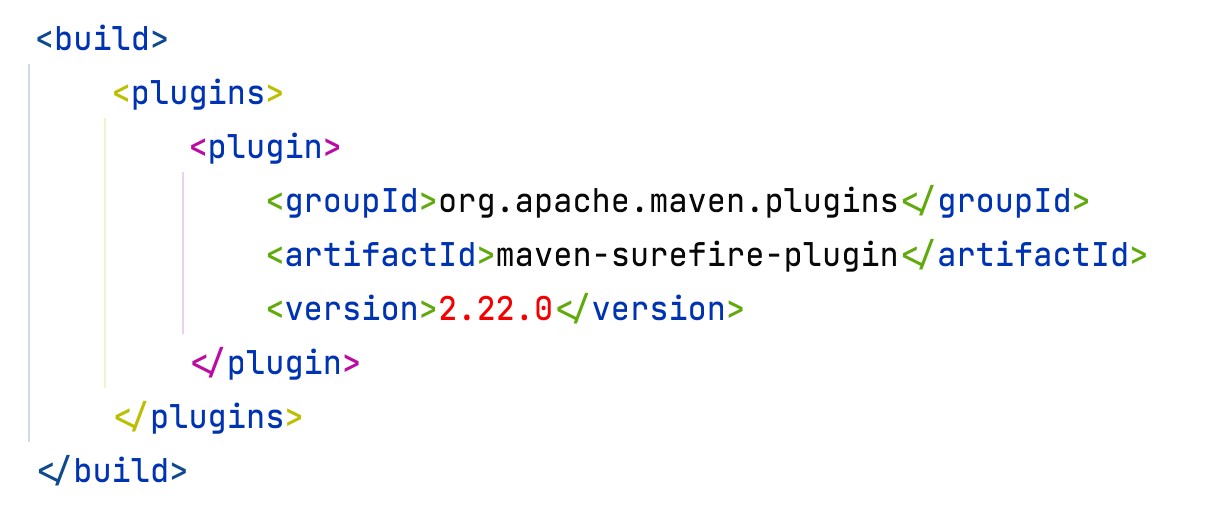 <build>
<plugins>
<plugin>
<groupId>org.apache.maven.plugins</groupId>
<artifactId>maven-surefire-plugin</artifactId>
<version>2.22.0</version>
</plugin>
</plugins>
</build>